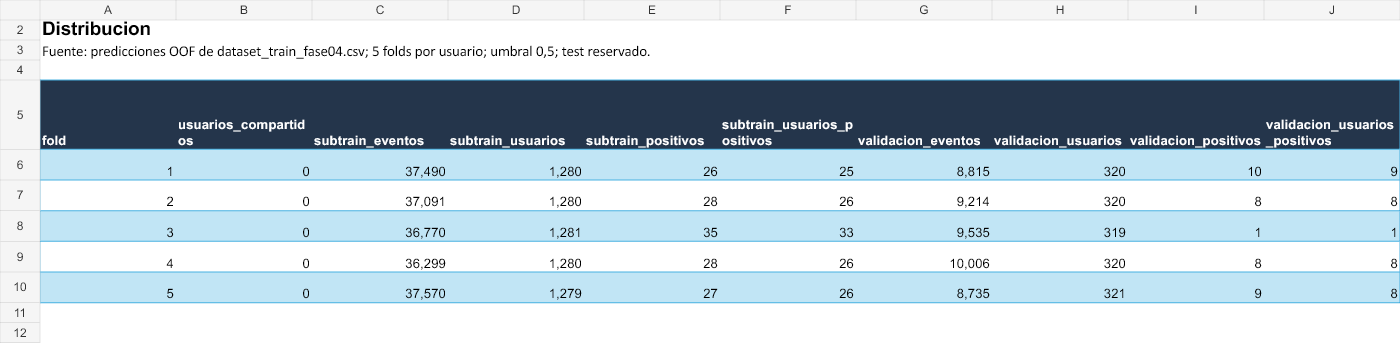 A B C D E F G H I J
2 Distribucion
3 Fuente: predicciones OOF de dataset_train_fase04.csv; 5 folds por usuario; umbral 0,5; test reservado.
4
5 fold usuarios_compartidos subtrain_eventos subtrain_usuarios subtrain_positivos subtrain_usuarios_positivos validacion_eventos validacion_usuarios validacion_positivos validacion_usuarios_positivos
6 1 0 37,490 1,280 26 25 8,815 320 10 9
7 2 0 37,091 1,280 28 26 9,214 320 8 8
8 3 0 36,770 1,281 35 33 9,535 319 1 1
9 4 0 36,299 1,280 28 26 10,006 320 8 8
10 5 0 37,570 1,279 27 26 8,735 321 9 8
11
12